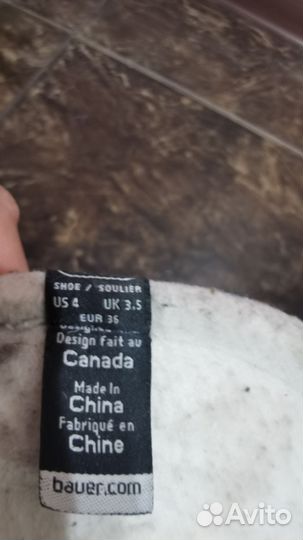 SHOE / SOULIER
US 4 UK 3.5
EUR 36
Design fait au
Canada
Made in
China
Fabriqué en
Chine
bauer.com
Avito